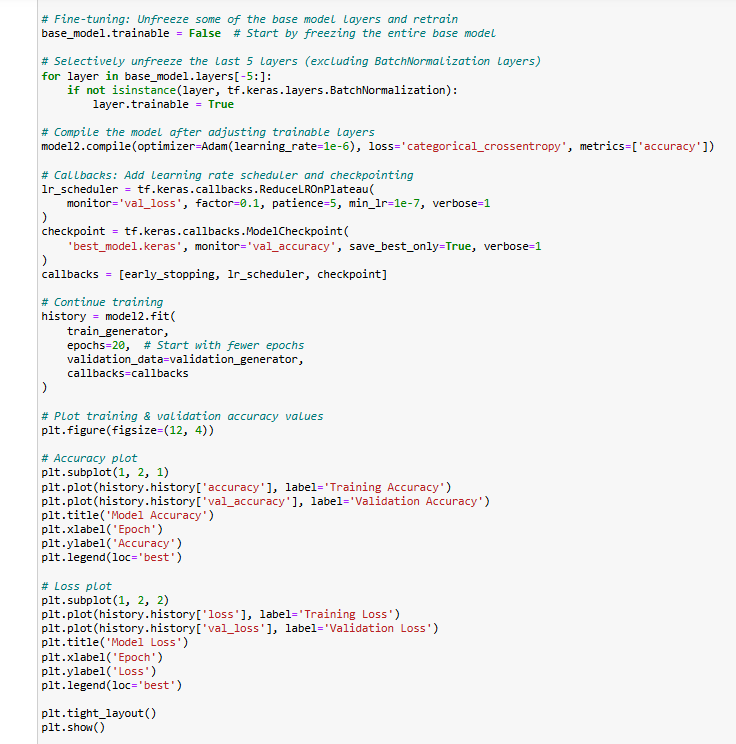 # Fine-tuning: Unfreeze some of the base model layers and retrain
base_model.trainable = False  # Start by freezing the entire base model

# Selectively unfreeze the last 5 layers (excluding BatchNormalization layers)
for layer in base_model.layers[-5:]:
    if not isinstance(layer, tf.keras.layers.BatchNormalization):
        layer.trainable = True

# Compile the model after adjusting trainable layers
model2.compile(optimizer=Adam(learning_rate=1e-6), loss='categorical_crossentropy', metrics=['accuracy'])

# Callbacks: Add learning rate scheduler and checkpointing
lr_scheduler = tf.keras.callbacks.ReduceLROnPlateau(
    monitor='val_loss', factor=0.1, patience=5, min_lr=1e-7, verbose=1
)
checkpoint = tf.keras.callbacks.ModelCheckpoint(
    'best_model.keras', monitor='val_accuracy', save_best_only=True, verbose=1
)
callbacks = [early_stopping, lr_scheduler, checkpoint]

# Continue training
history = model2.fit(
    train_generator,
    epochs=20,  # Start with fewer epochs
    validation_data=validation_generator,
    callbacks=callbacks
)

# Plot training & validation accuracy values
plt.figure(figsize=(12, 4))

# Accuracy plot
plt.subplot(1, 2, 1)
plt.plot(history.history['accuracy'], label='Training Accuracy')
plt.plot(history.history['val_accuracy'], label='Validation Accuracy')
plt.title('Model Accuracy')
plt.xlabel('Epoch')
plt.ylabel('Accuracy')
plt.legend(loc='best')

# Loss plot
plt.subplot(1, 2, 2)
plt.plot(history.history['loss'], label='Training Loss')
plt.plot(history.history['val_loss'], label='Validation Loss')
plt.title('Model Loss')
plt.xlabel('Epoch')
plt.ylabel('Loss')
plt.legend(loc='best')

plt.tight_layout()
plt.show()